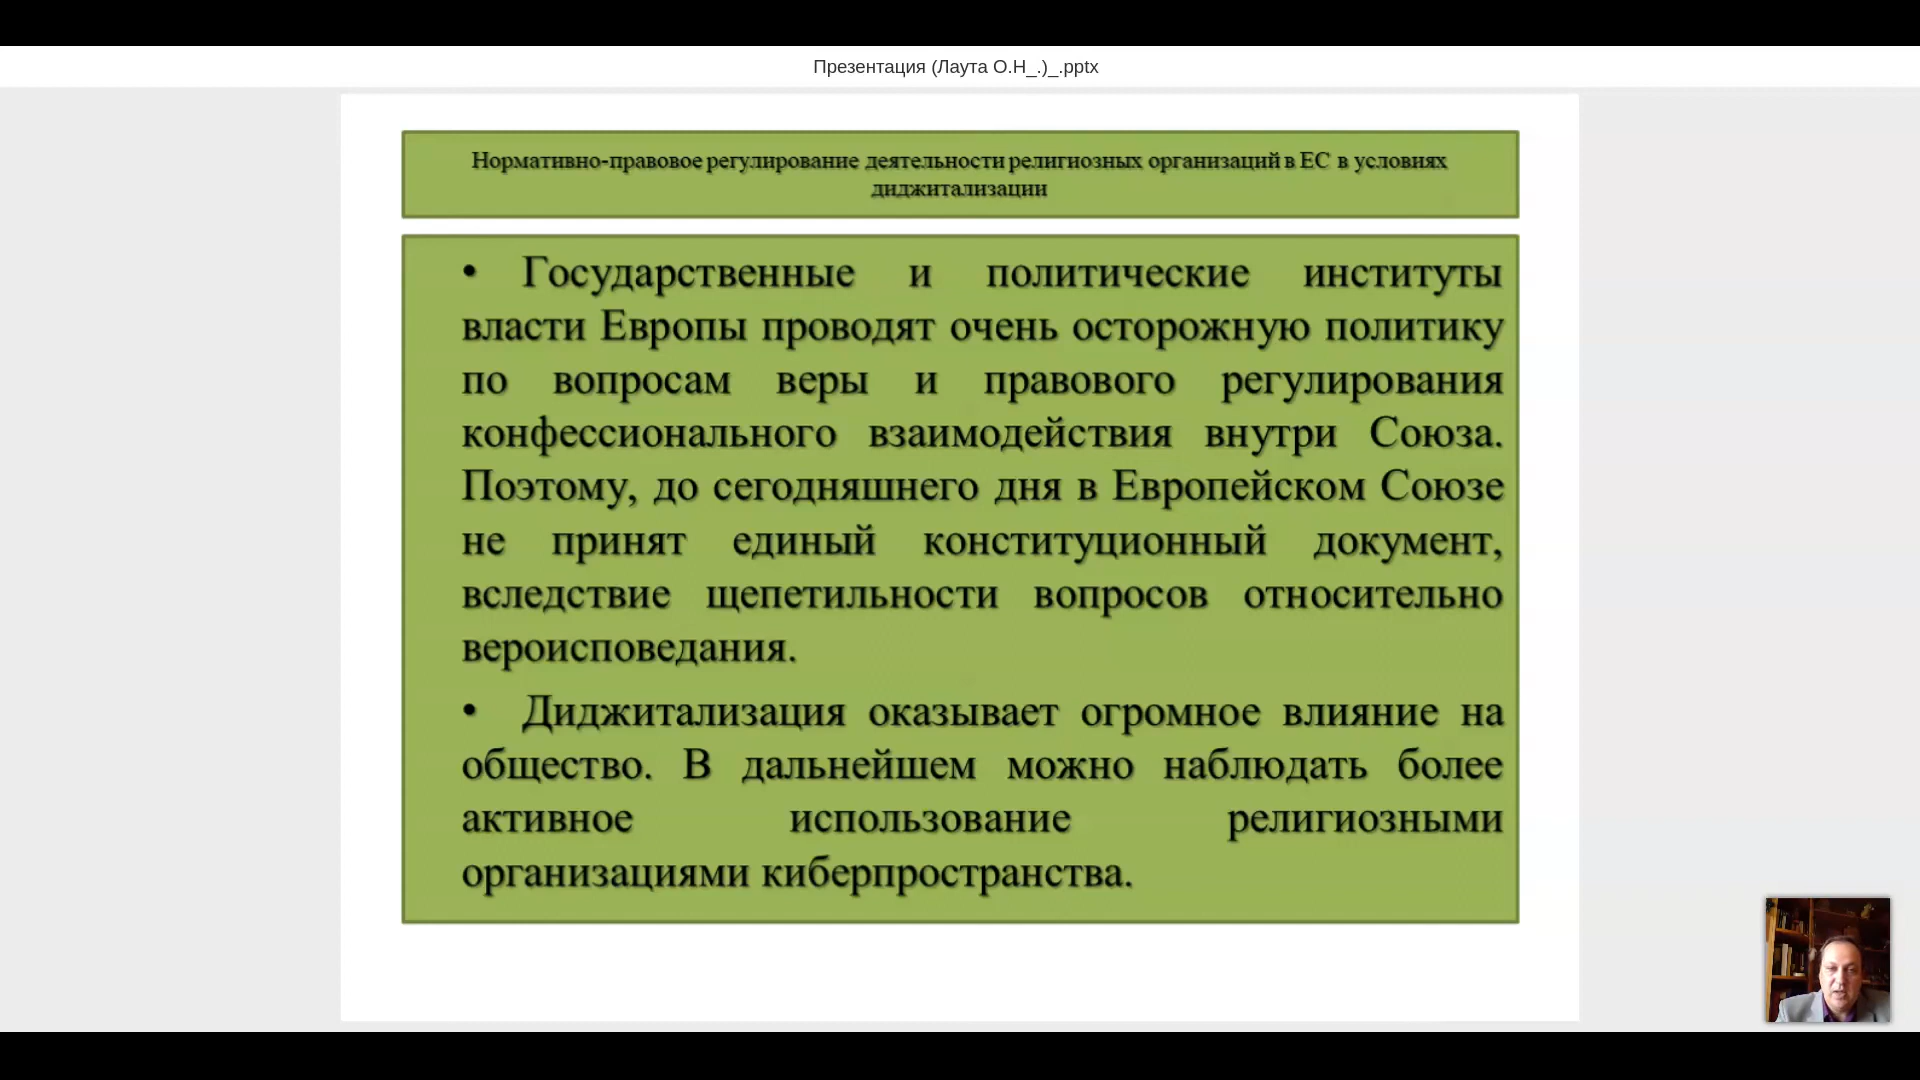 Презентация (Лаута О.Н_.)_.pptx
Нормативно-правовое регулирование деятельности религиозных организаций в ЕС в условиях
диджитализации
• Государственные и политические институты
власти Европы проводят очень осторожную политику
по вопросам веры и правового регулирования
конфессионального взаимодействия внутри Союза.
Поэтому, до сегодняшнего дня в Европейском Союзе
не принят единый конституционный документ,
вследствие щепетильности вопросов относительно
вероисповедания.
• Диджитализация оказывает огромное влияние на
общество. В дальнейшем можно наблюдать более
активное использование религиозными
организациями киберпространства.